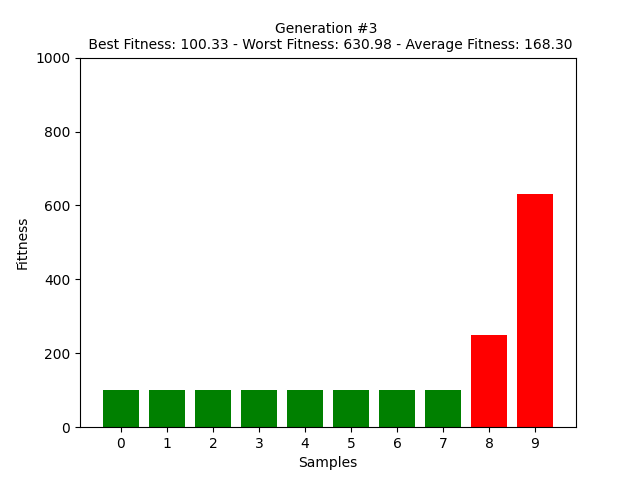 Generation #3
Best Fitness: 100.33 - Worst Fitness: 630.98 - Average Fitness: 168.30
1000
800
600
400
200
0
Fittness
0 1 2 3 4 5 6 7 8 9
Samples